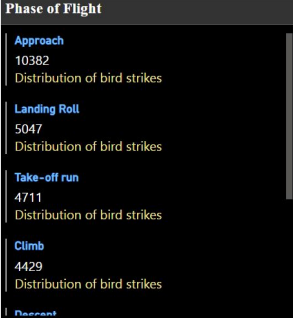 Phase of Flight
Approach
10382
Distribution of bird strikes
Landing Roll
5047
Distribution of bird strikes
Take-off run
4711
Distribution of bird strikes
Climb
4429
Distribution of bird strikes
Descent